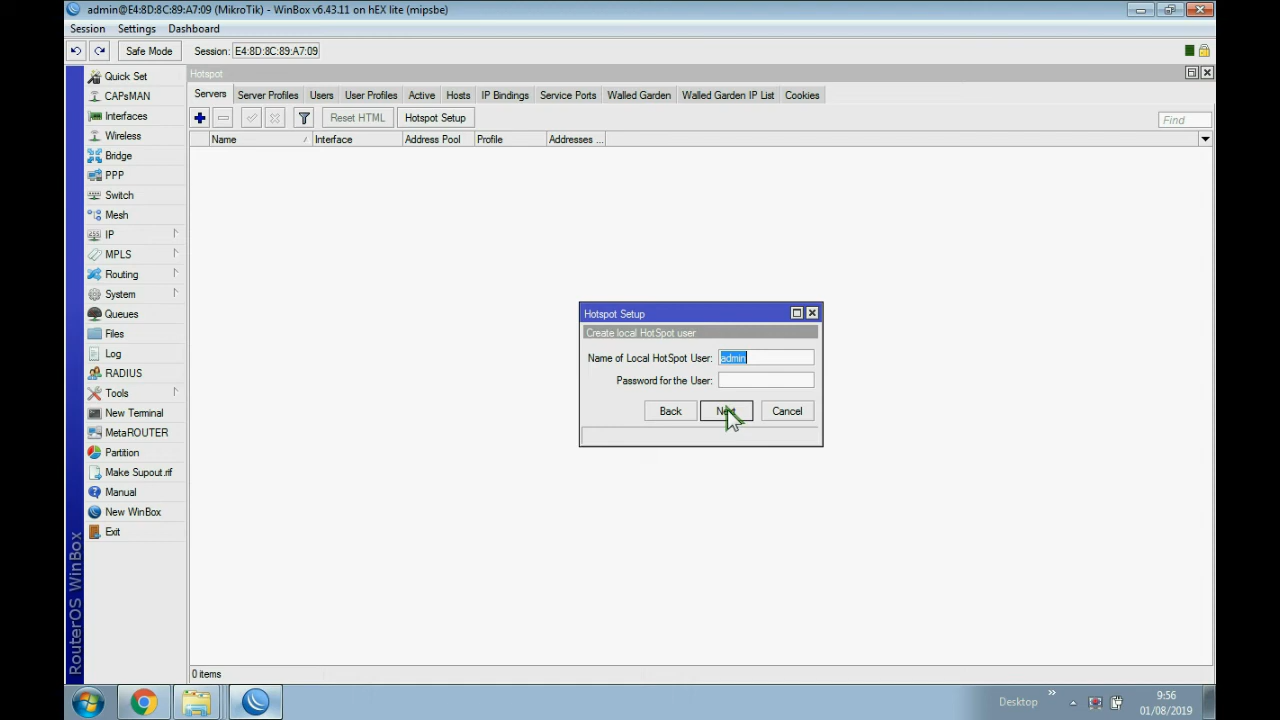 admin@E4:8D:8C:89:A7:09 (MikroTik) - WinBox v6.43.11 on hEX lite (mipsbe)
Session Settings Dashboard
Safe Mode Session: E4:8D:8C:89:A7:09
Quick Set
CAPsMAN
Interfaces
Wireless
Bridge
PPP
Switch
Mesh
IP
MPLS
Routing
System
Queues
Files
Log
RADIUS
Tools
New Terminal
MetaROUTER
Partition
Make Supout.rif
Manual
New WinBox
Exit
RouterOS WinBox
Hotspot
Servers Server Profiles Users User Profiles Active Hosts IP Bindings Service Ports Walled Garden Walled Garden IP List Cookies
Reset HTML Hotspot Setup Find
Name Interface Address Pool Profile Addresses ...
Hotspot Setup
Create local HotSpot user
Name of Local HotSpot User: admin
Password for the User:
Back Next Cancel
0 items
Desktop
9:56
01/08/2019